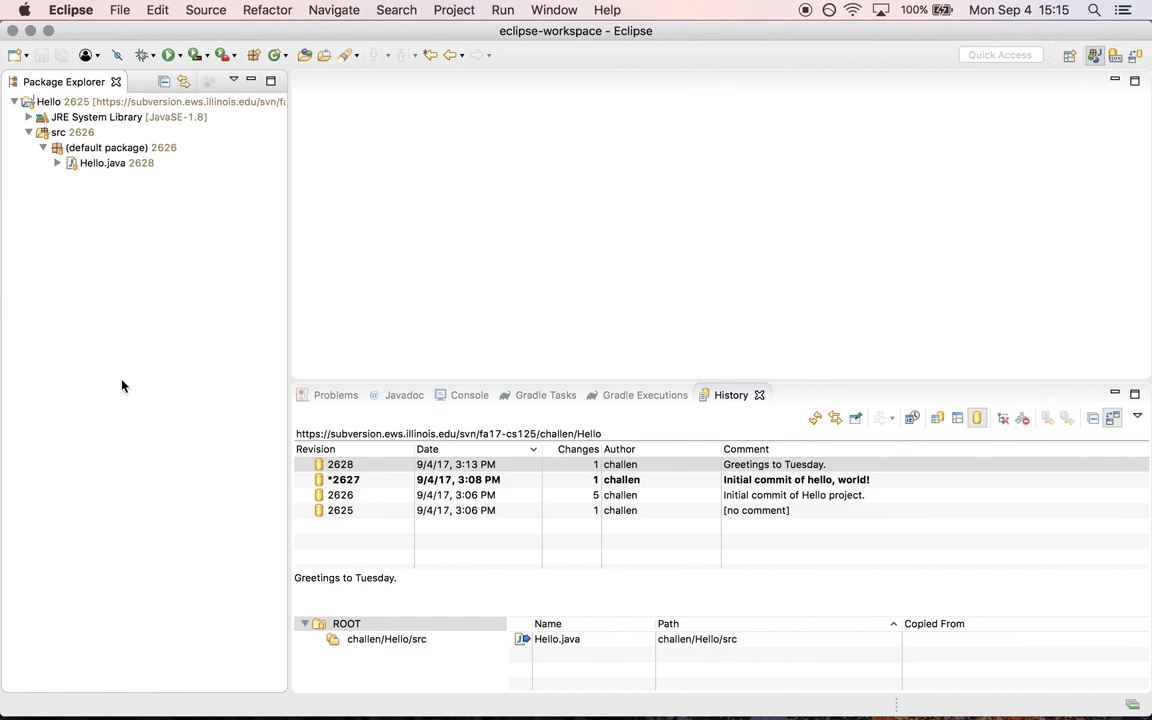 Eclipse File Edit Source Refactor Navigate Search Project Run Window Help 100% Mon Sep 4 15:15
eclipse-workspace - Eclipse
Quick Access
Package Explorer
Hello 2625 [https://subversion.ews.illinois.edu/svn/fa
JRE System Library [JavaSE-1.8]
src 2626
(default package) 2626
Hello.java 2628
Problems @ Javadoc Console Gradle Tasks Gradle Executions History
https://subversion.ews.illinois.edu/svn/fa17-cs125/challen/Hello
Revision Date Changes Author Comment
2628 9/4/17, 3:13 PM 1 challen Greetings to Tuesday.
*2627 9/4/17, 3:08 PM 1 challen Initial commit of hello, world!
2626 9/4/17, 3:06 PM 5 challen Initial commit of Hello project.
2625 9/4/17, 3:06 PM 1 challen [no comment]
Greetings to Tuesday.
ROOT Name Path Copied From
challen/Hello/src Hello.java challen/Hello/src